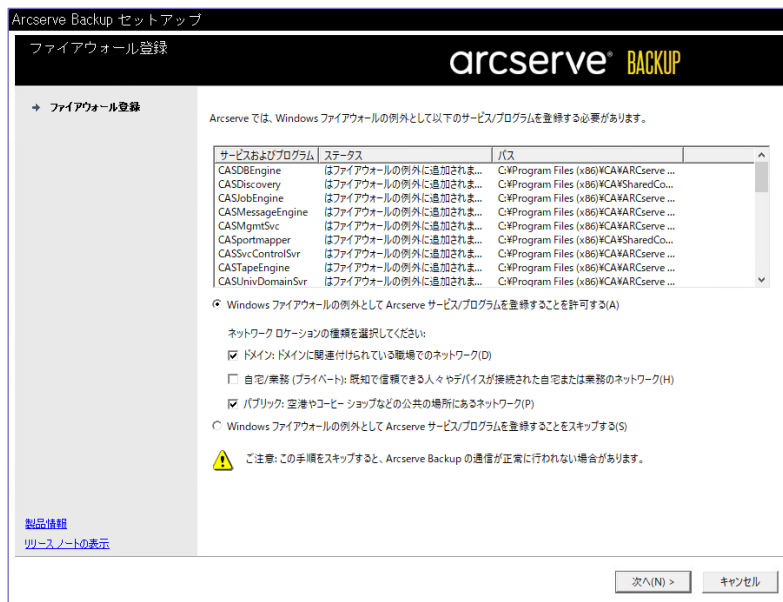 Arcserve Backup セットアップ
ファイアウォール登録
arcserve® BACKUP
ファイアウォール登録
Arcserve では、Windows ファイアウォールの例外として以下のサービス/プログラムを登録する必要があります。
サービスおよびプログラム ステータス パス
CASDBEngine はファイアウォールの例外に追加されま... C:¥Program Files (x86)¥CA¥ARCserve ...
CASDiscovery はファイアウォールの例外に追加されま... C:¥Program Files (x86)¥CA¥SharedCo...
CASJobEngine はファイアウォールの例外に追加されま... C:¥Program Files (x86)¥CA¥ARCserve ...
CASMessageEngine はファイアウォールの例外に追加されま... C:¥Program Files (x86)¥CA¥ARCserve ...
CASMgmtSvc はファイアウォールの例外に追加されま... C:¥Program Files (x86)¥CA¥ARCserve ...
CASportmapper はファイアウォールの例外に追加されま... C:¥Program Files (x86)¥CA¥SharedCo...
CASSvcControlSvr はファイアウォールの例外に追加されま... C:¥Program Files (x86)¥CA¥ARCserve ...
CASTapeEngine はファイアウォールの例外に追加されま... C:¥Program Files (x86)¥CA¥ARCserve ...
CASUnivDomainSvr はファイアウォールの例外に追加されま... C:¥Program Files (x86)¥CA¥ARCserve ...
Windows ファイアウォールの例外として Arcserve サービス/プログラムを登録することを許可する(A)
ネットワーク ロケーションの種類を選択してください:
ドメイン: ドメインに関連付けられている職場でのネットワーク(D)
自宅/業務 (プライベート): 既知で信頼できる人々やデバイスが接続された自宅または業務のネットワーク(H)
パブリック: 空港やコーヒー ショップなどの公共の場所にあるネットワーク(P)
Windows ファイアウォールの例外として Arcserve サービス/プログラムを登録することをスキップする(S)
ご注意: この手順をスキップすると、Arcserve Backup の通信が正常に行われない場合があります。
製品情報
リリース ノートの表示
次へ(N) > キャンセル